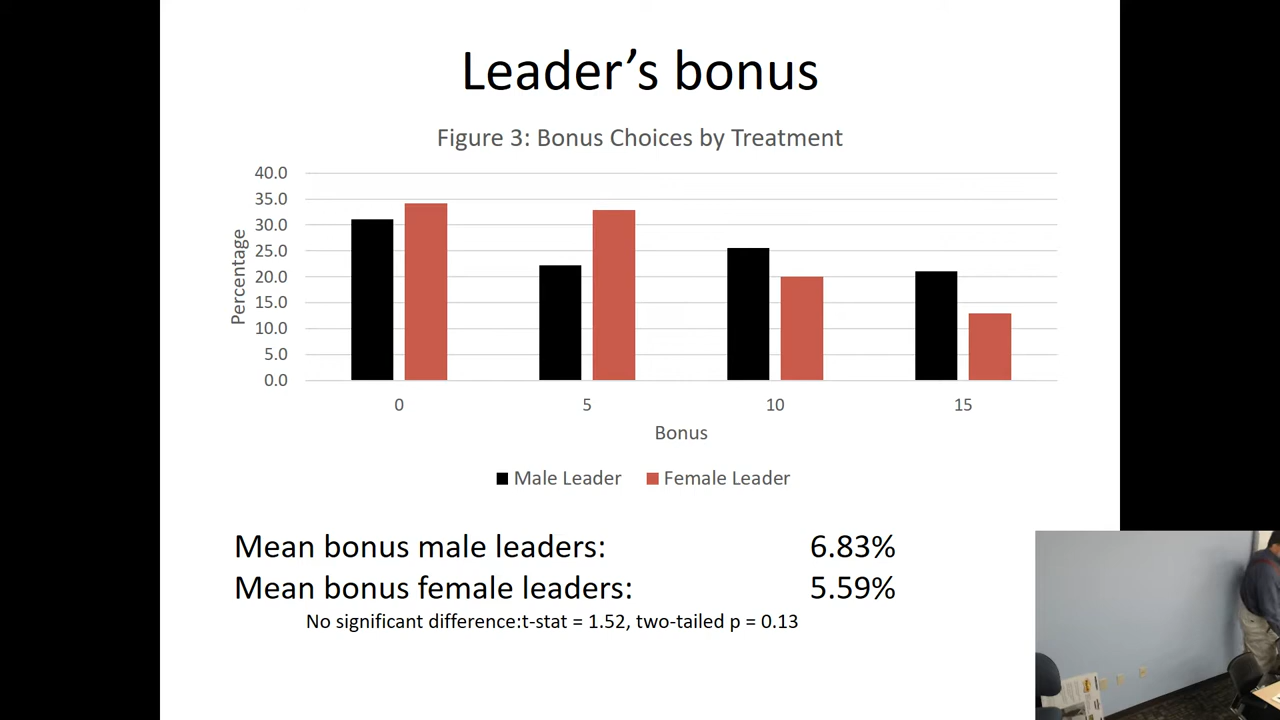 Leader's bonus
Figure 3: Bonus Choices by Treatment
40.0
35.0
30.0
25.0
20.0
15.0
10.0
5.0
0.0
Percentage
0 5 10 15
Bonus
Male Leader Female Leader
Mean bonus male leaders: 6.83%
Mean bonus female leaders: 5.59%
No significant difference:t-stat = 1.52, two-tailed p = 0.13